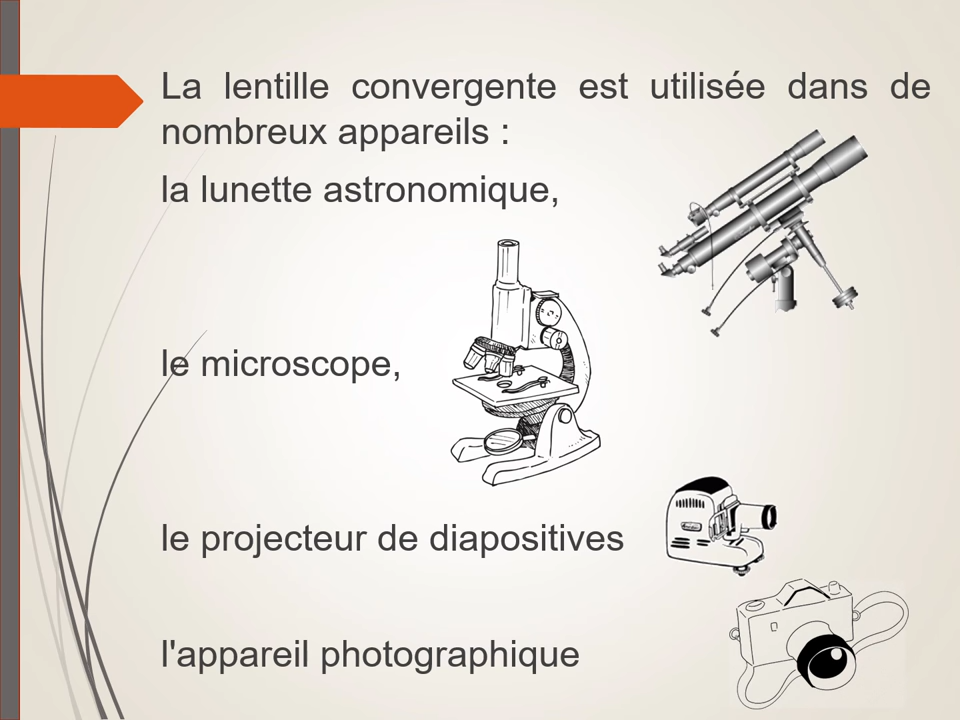 La lentille convergente est utilisée dans de
nombreux appareils :
la lunette astronomique,
le microscope,
le projecteur de diapositives
l'appareil photographique